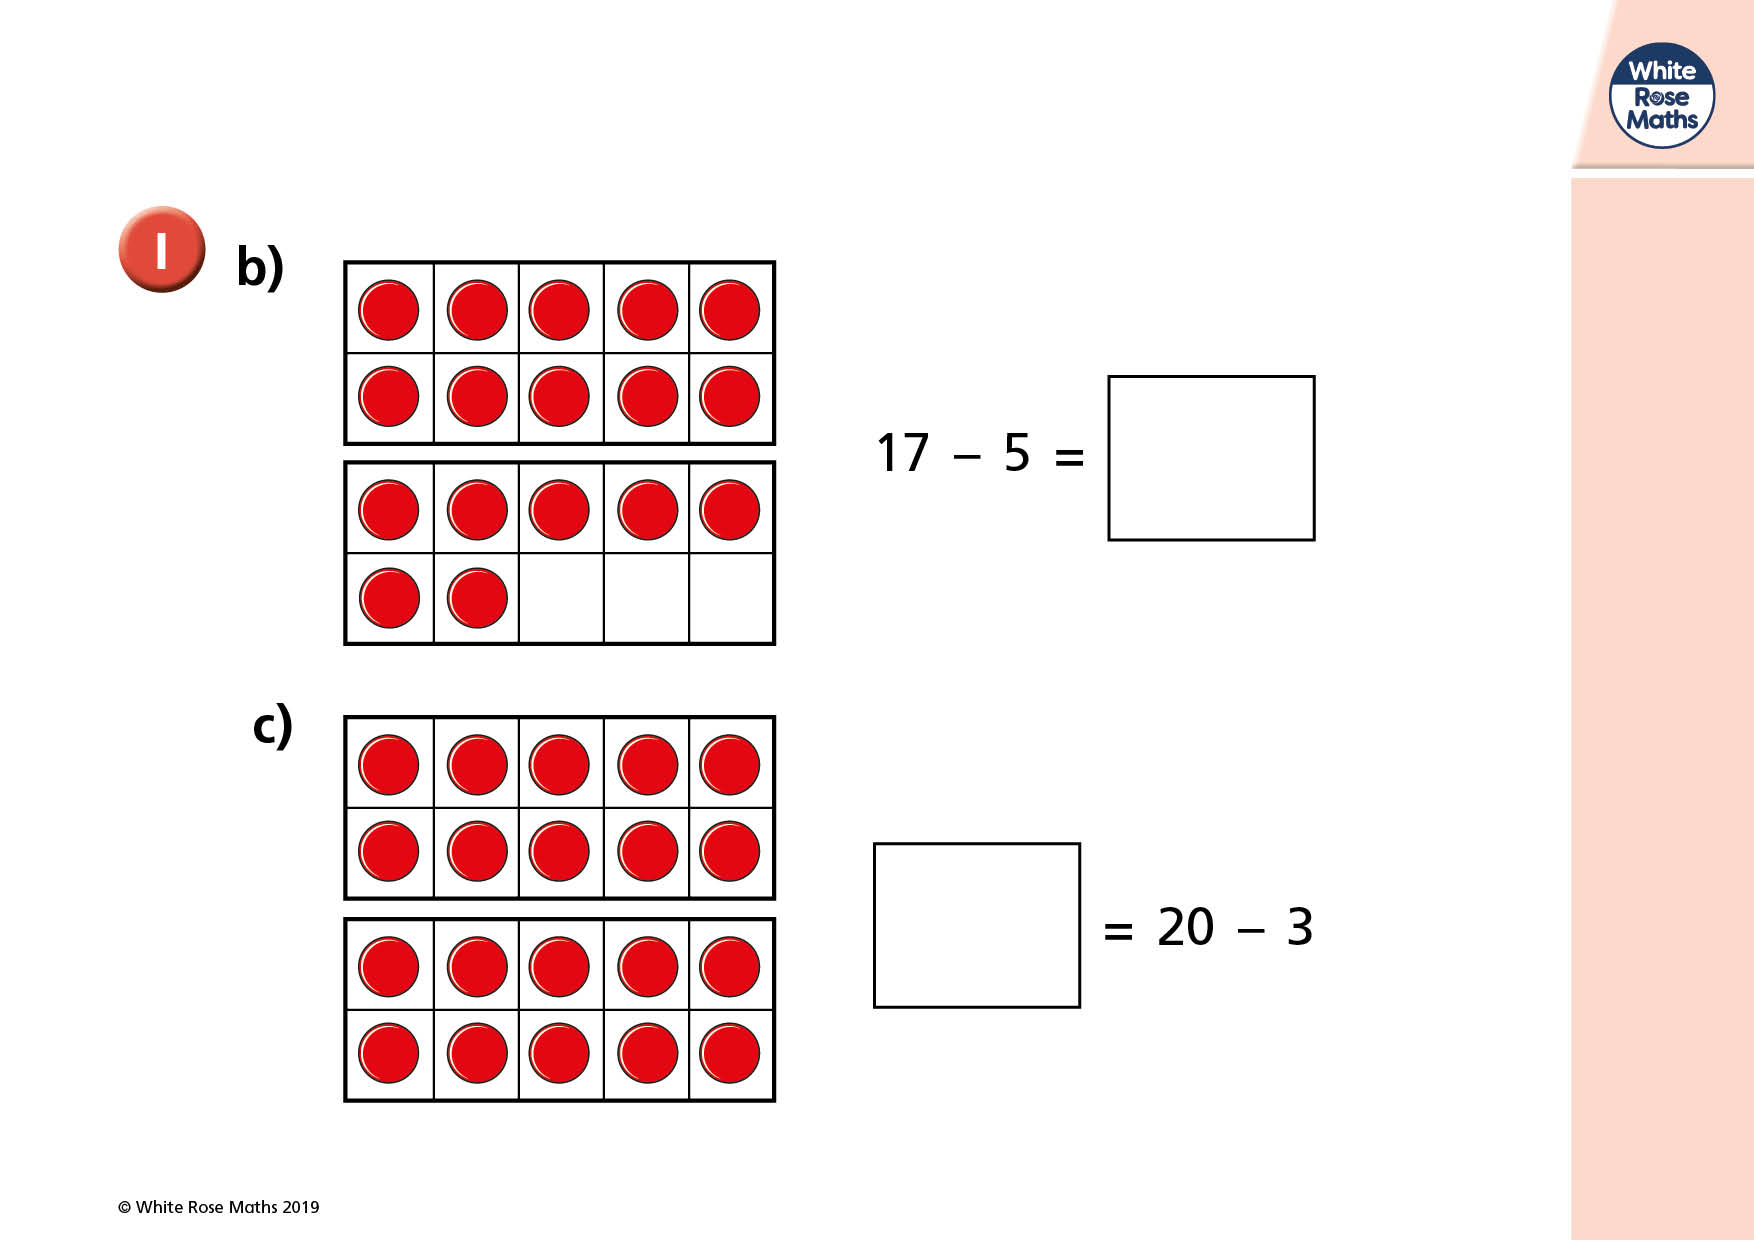 White
Rose
Maths
1
b)
17 – 5 =
c)
= 20 – 3
© White Rose Maths 2019